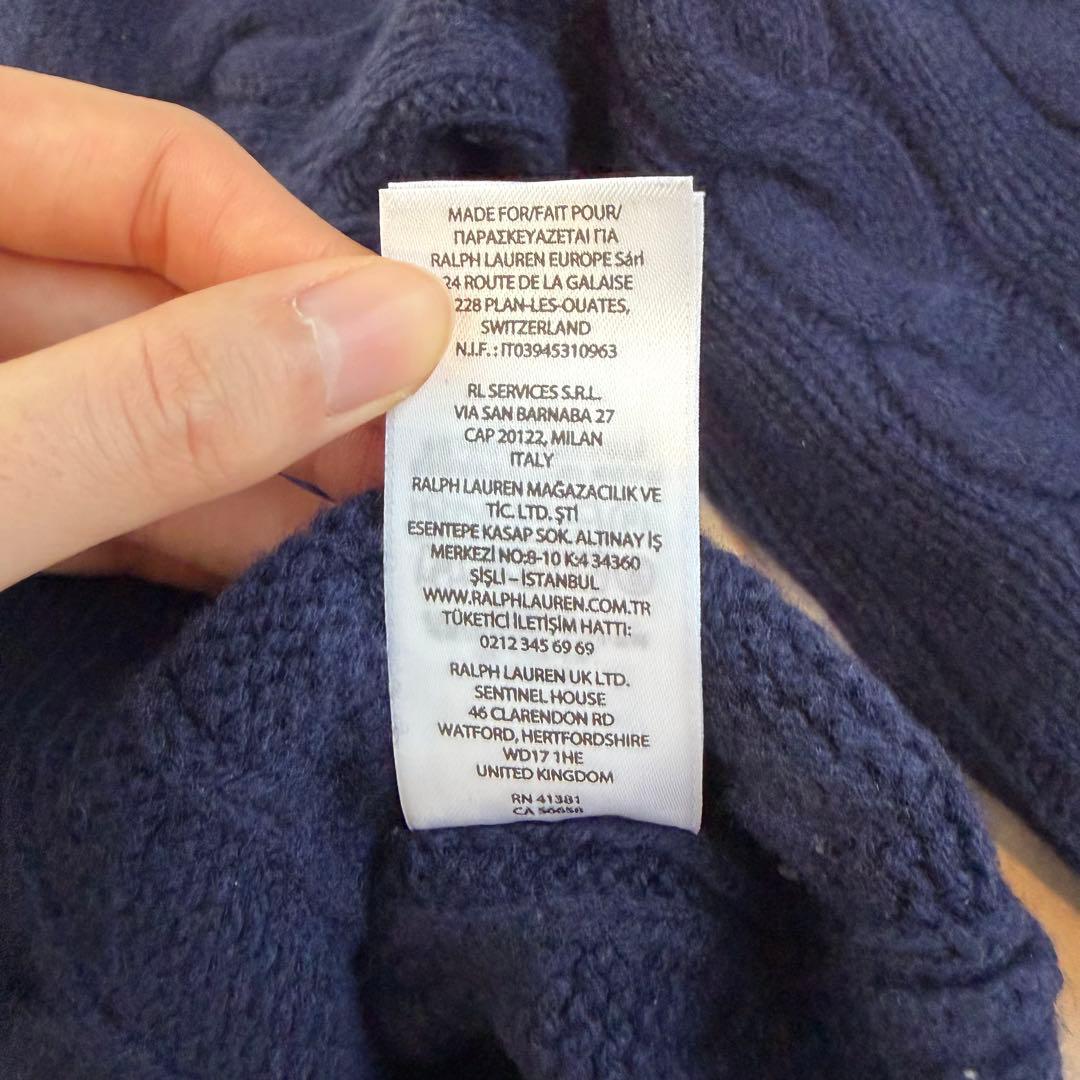 MADE FOR/FAIT POUR/
ΠΑΡΑΣΚΕΥΑΖΕΤΑΙ ΓΙΑ
RALPH LAUREN EUROPE Sárl
24 ROUTE DE LA GALAISE
228 PLAN-LES-OUATES,
SWITZERLAND
N.I.F. : IT03945310963
RL SERVICES S.R.L.
VIA SAN BARNABA 27
CAP 20122, MILAN
ITALY
RALPH LAUREN MAĞAZACILIK VE
TİC. LTD. ŞTİ
ESENTEPE KASAP SOK. ALTINAY İŞ
MERKEZİ NO:8-10 K:4 34360
ŞİŞLİ – İSTANBUL
WWW.RALPHLAUREN.COM.TR
TÜKETİCİ İLETİŞİM HATTI:
0212 345 69 69
RALPH LAUREN UK LTD.
SENTINEL HOUSE
46 CLARENDON RD
WATFORD, HERTFORDSHIRE
WD17 1HE
UNITED KINGDOM
RN 41381
CA 56658